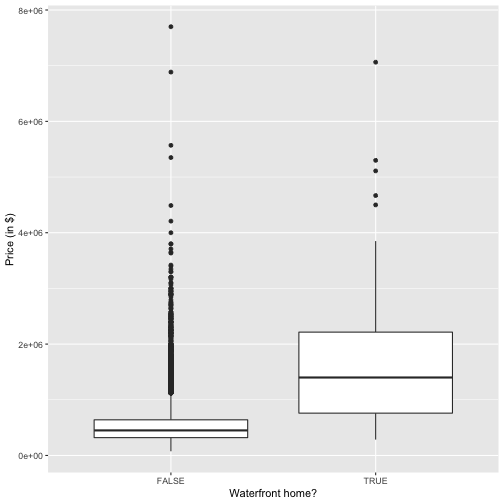 8e+06
6e+06
4e+06
2e+06
0e+00
Price (in $)
FALSE
TRUE
Waterfront home?